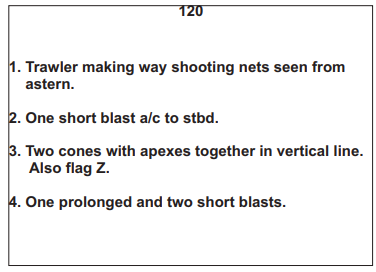 120
1. Trawler making way shooting nets seen from
astern.
2. One short blast a/c to stbd.
3. Two cones with apexes together in vertical line.
Also flag Z.
4. One prolonged and two short blasts.